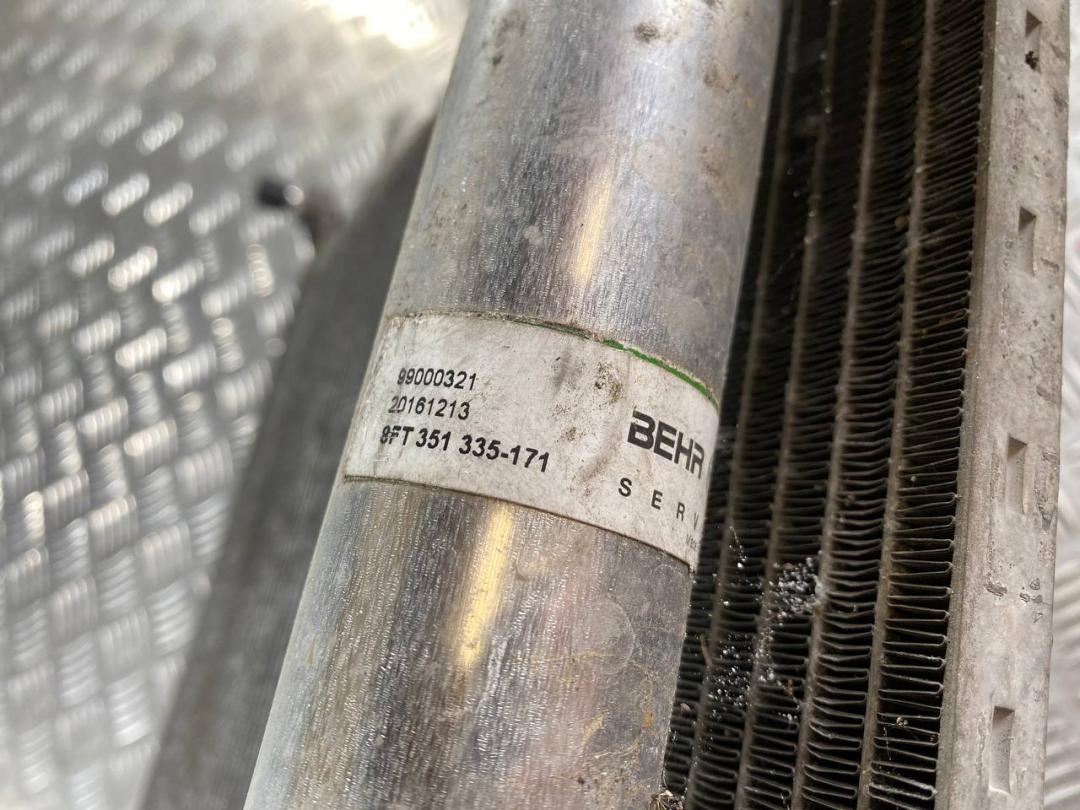 99000321
20161213
8FT 351 335-171
BEHR
SERV